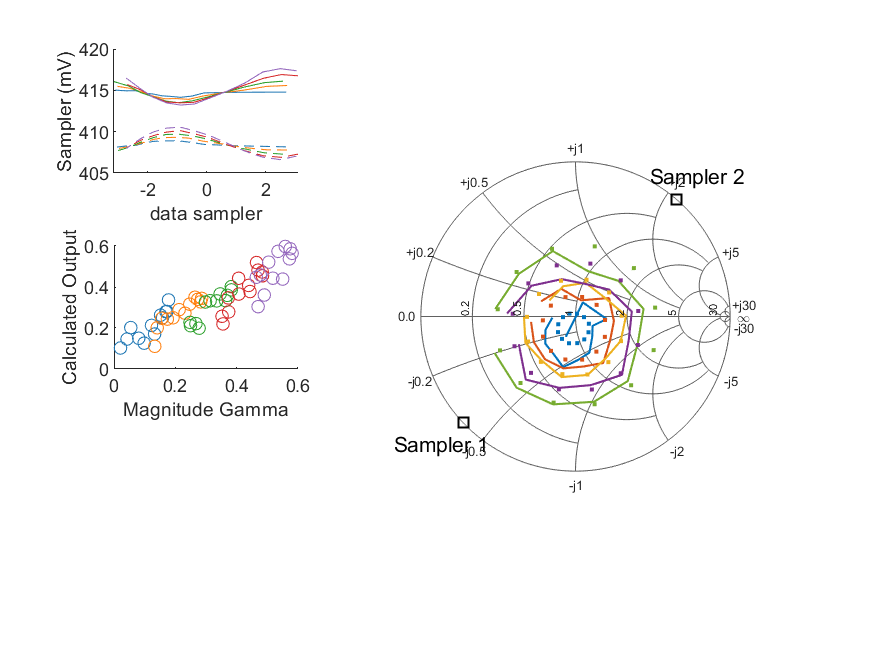 420
415
410
405
Sampler (mV)
-2
0
2
data sampler
0.6
0.4
0.2
0
Calculated Output
0
0.2
0.4
0.6
Magnitude Gamma
+j1
Sampler 2
+j2
+j0.5
+j0.2
+j5
0.0
0.2
0.5
1
2
5
30
+j30
∞
-j30
-j0.2
-j5
Sampler 1
-j0.5
-j2
-j1